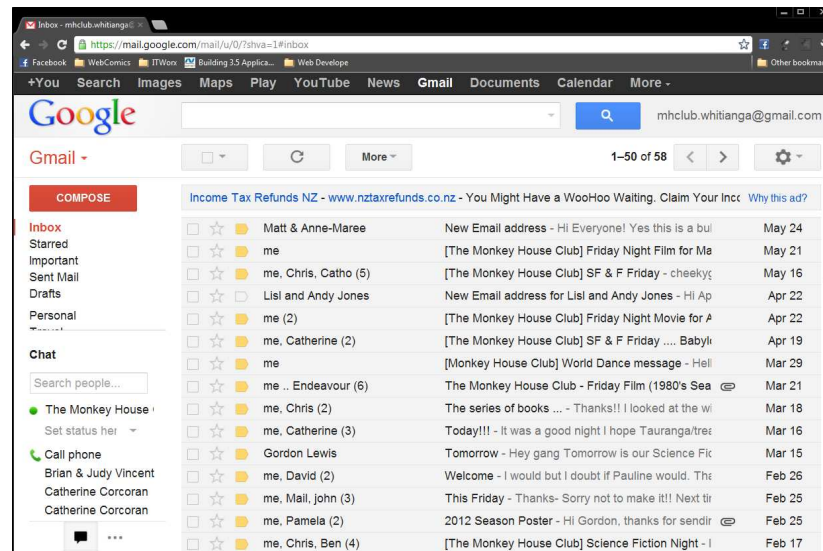 Inbox - mhclub.whitianga@
https://mail.google.com/mail/u/0/?shva=1#inbox
Facebook WebComics ITWorx Building 3.5 Applica... Web Develope Other bookma
+You Search Images Maps Play YouTube News Gmail Documents Calendar More
Google mhclub.whitianga@gmail.com
Gmail More 1–50 of 58
COMPOSE Income Tax Refunds NZ - www.nztaxrefunds.co.nz - You Might Have a WooHoo Waiting. Claim Your Inco Why this ad?
Inbox Matt & Anne-Maree New Email address - Hi Everyone! Yes this is a bul May 24
Starred
Important me [The Monkey House Club] Friday Night Film for Ma May 21
Sent Mail me, Chris, Catho (5) [The Monkey House Club] SF & F Friday - cheekyg May 16
Drafts Lisl and Andy Jones New Email address for Lisl and Andy Jones - Hi Ap Apr 22
Personal me (2) [The Monkey House Club] Friday Night Movie for A Apr 22
me, Catherine (2) [The Monkey House Club] SF & F Friday .... Babylo Apr 19
Chat me [Monkey House Club] World Dance message - Hell Mar 29
Search people... me .. Endeavour (6) The Monkey House Club - Friday Film (1980's Sea Mar 21
The Monkey House me, Chris (2) The series of books ... - Thanks!! I looked at the wi Mar 18
Set status her me, Catherine (3) Today!!! - It was a good night I hope Tauranga/trea Mar 16
Call phone Gordon Lewis Tomorrow - Hey gang Tomorrow is our Science Fic Mar 15
Brian & Judy Vincent me, David (2) Welcome - I would but I doubt if Pauline would. Tha Feb 26
Catherine Corcoran me, Mail, john (3) This Friday - Thanks- Sorry not to make it!! Next tir Feb 25
Catherine Corcoran me, Pamela (2) 2012 Season Poster - Hi Gordon, thanks for sendin Feb 25
me, Chris, Ben (4) [The Monkey House Club] Science Fiction Night - I Feb 17